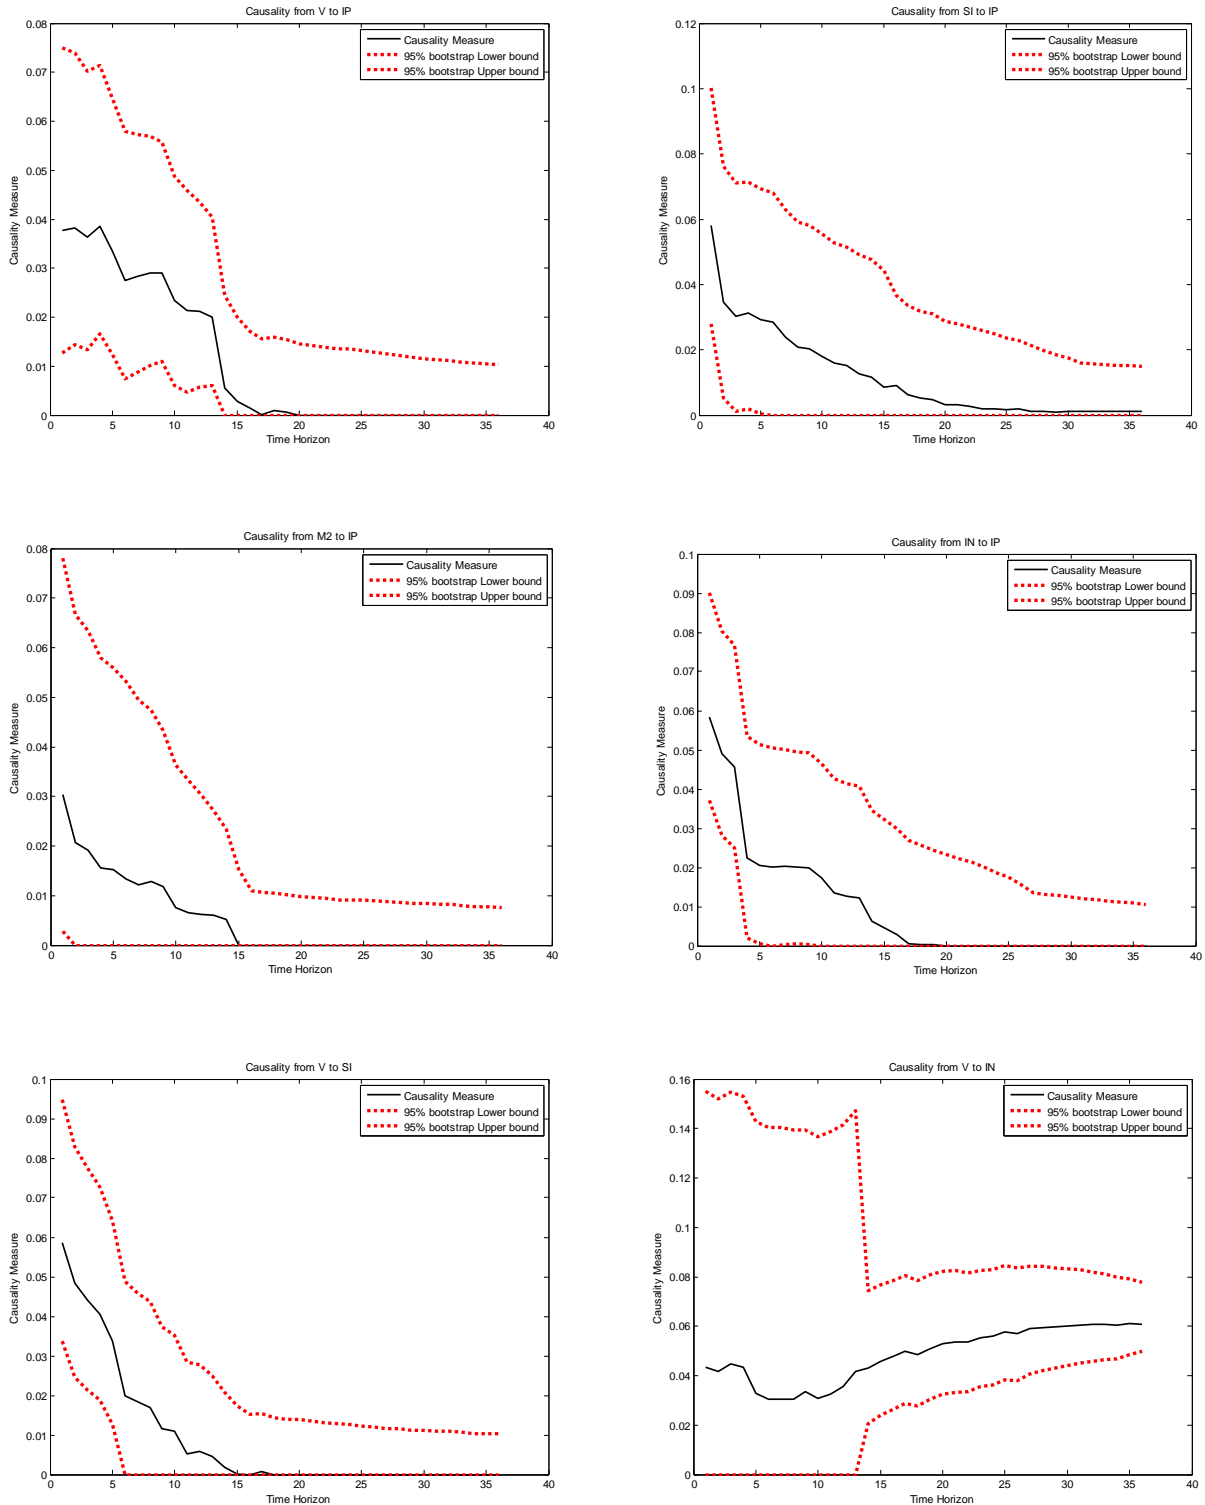 Causality from V to IP
Causality Measure
95% bootstrap Lower bound
95% bootstrap Upper bound
0.08
0.07
0.06
0.05
0.04
0.03
0.02
0.01
0
Causality Measure
0 5 10 15 20 25 30 35 40
Time Horizon
Causality from SI to IP
Causality Measure
95% bootstrap Lower bound
95% bootstrap Upper bound
0.12
0.1
0.08
0.06
0.04
0.02
0
Causality Measure
0 5 10 15 20 25 30 35 40
Time Horizon
Causality from M2 to IP
Causality Measure
95% bootstrap Lower bound
95% bootstrap Upper bound
0.08
0.07
0.06
0.05
0.04
0.03
0.02
0.01
0
Causality Measure
0 5 10 15 20 25 30 35 40
Time Horizon
Causality from IN to IP
Causality Measure
95% bootstrap Lower bound
95% bootstrap Upper bound
0.1
0.09
0.08
0.07
0.06
0.05
0.04
0.03
0.02
0.01
0
Causality Measure
0 5 10 15 20 25 30 35 40
Time Horizon
Causality from V to SI
Causality Measure
95% bootstrap Lower bound
95% bootstrap Upper bound
0.1
0.09
0.08
0.07
0.06
0.05
0.04
0.03
0.02
0.01
0
Causality Measure
0 5 10 15 20 25 30 35 40
Time Horizon
Causality from V to IN
Causality Measure
95% bootstrap Lower bound
95% bootstrap Upper bound
0.16
0.14
0.12
0.1
0.08
0.06
0.04
0.02
0
Causality Measure
0 5 10 15 20 25 30 35 40
Time Horizon